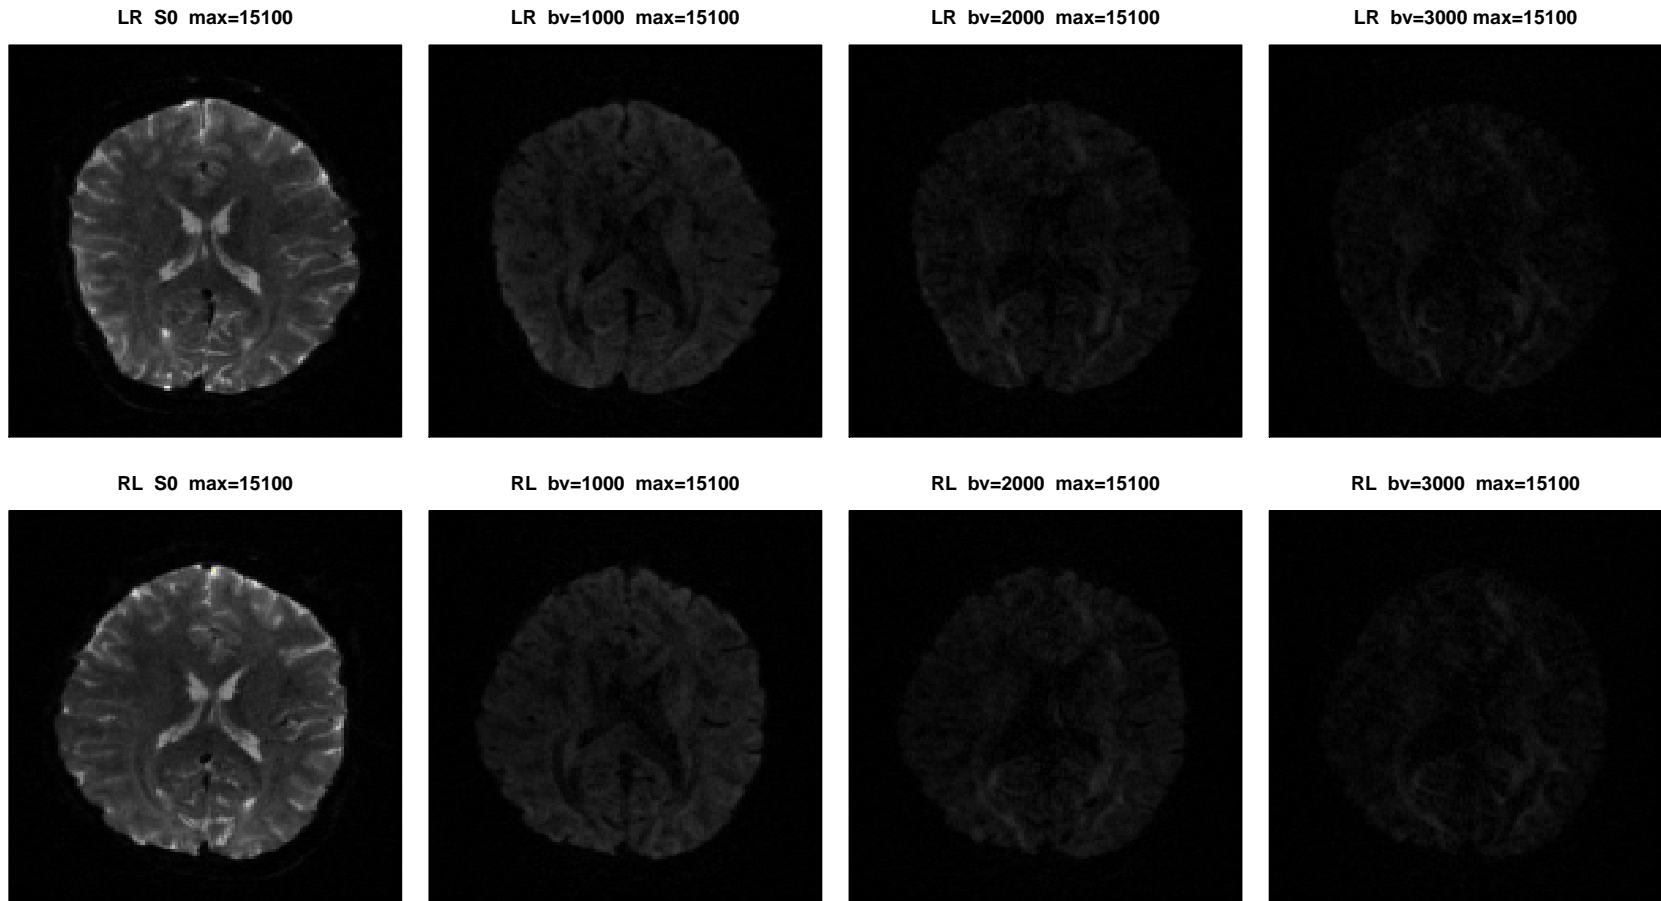 LR S0 max=15100
LR bv=1000 max=15100
LR bv=2000 max=15100
LR bv=3000 max=15100
RL S0 max=15100
RL bv=1000 max=15100
RL bv=2000 max=15100
RL bv=3000 max=15100